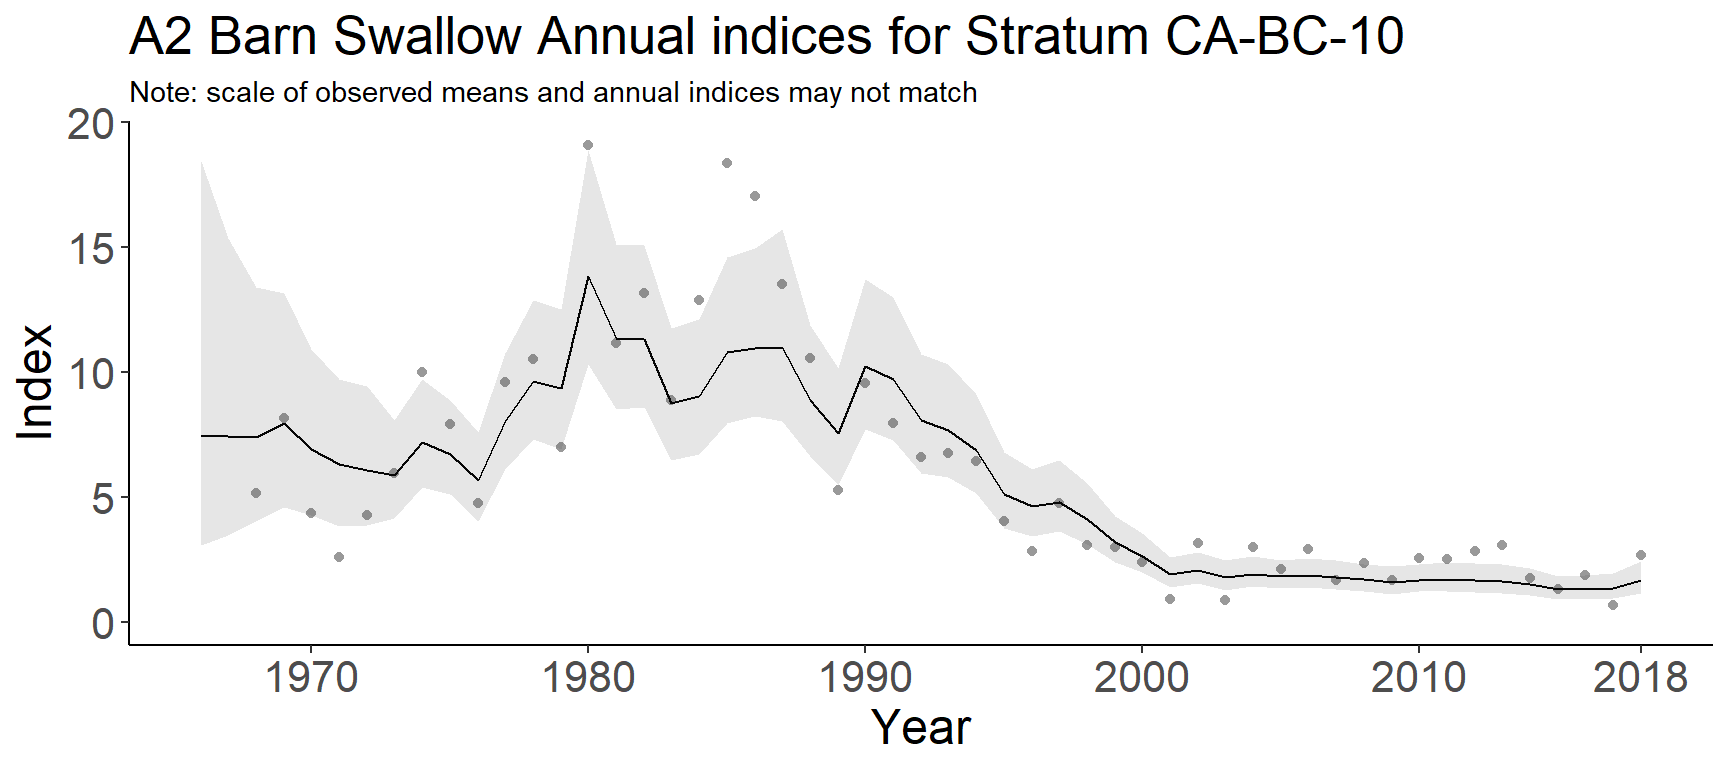 A2 Barn Swallow Annual indices for Stratum CA-BC-10
Note: scale of observed means and annual indices may not match
20
15
10
5
0
Index
1970 1980 1990 2000 2010 2018
Year